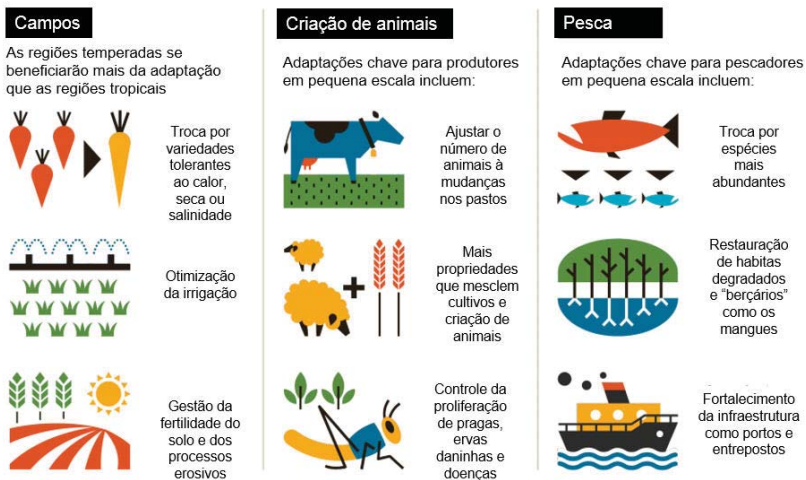 Campos
As regiões temperadas se
beneficiarão mais da adaptação
que as regiões tropicais
Troca por
variedades
tolerantes
ao calor,
seca ou
salinidade
Otimização
da irrigação
Gestão da
fertilidade do
solo e dos
processos
erosivos
Criação de animais
Adaptações chave para produtores
em pequena escala incluem:
Ajustar o
número de
animais à
mudanças
nos pastos
Mais
propriedades
que mesclem
cultivos e
criação de
animais
Controle da
proliferação
de pragas,
ervas
daninhas e
doenças
Pesca
Adaptações chave para pescadores
em pequena escala incluem:
Troca por
espécies
mais
abundantes
Restauração
de habitas
degradados
e “berçários”
como os
mangues
Fortalecimento
da infraestrutura
como portos e
entrepostos